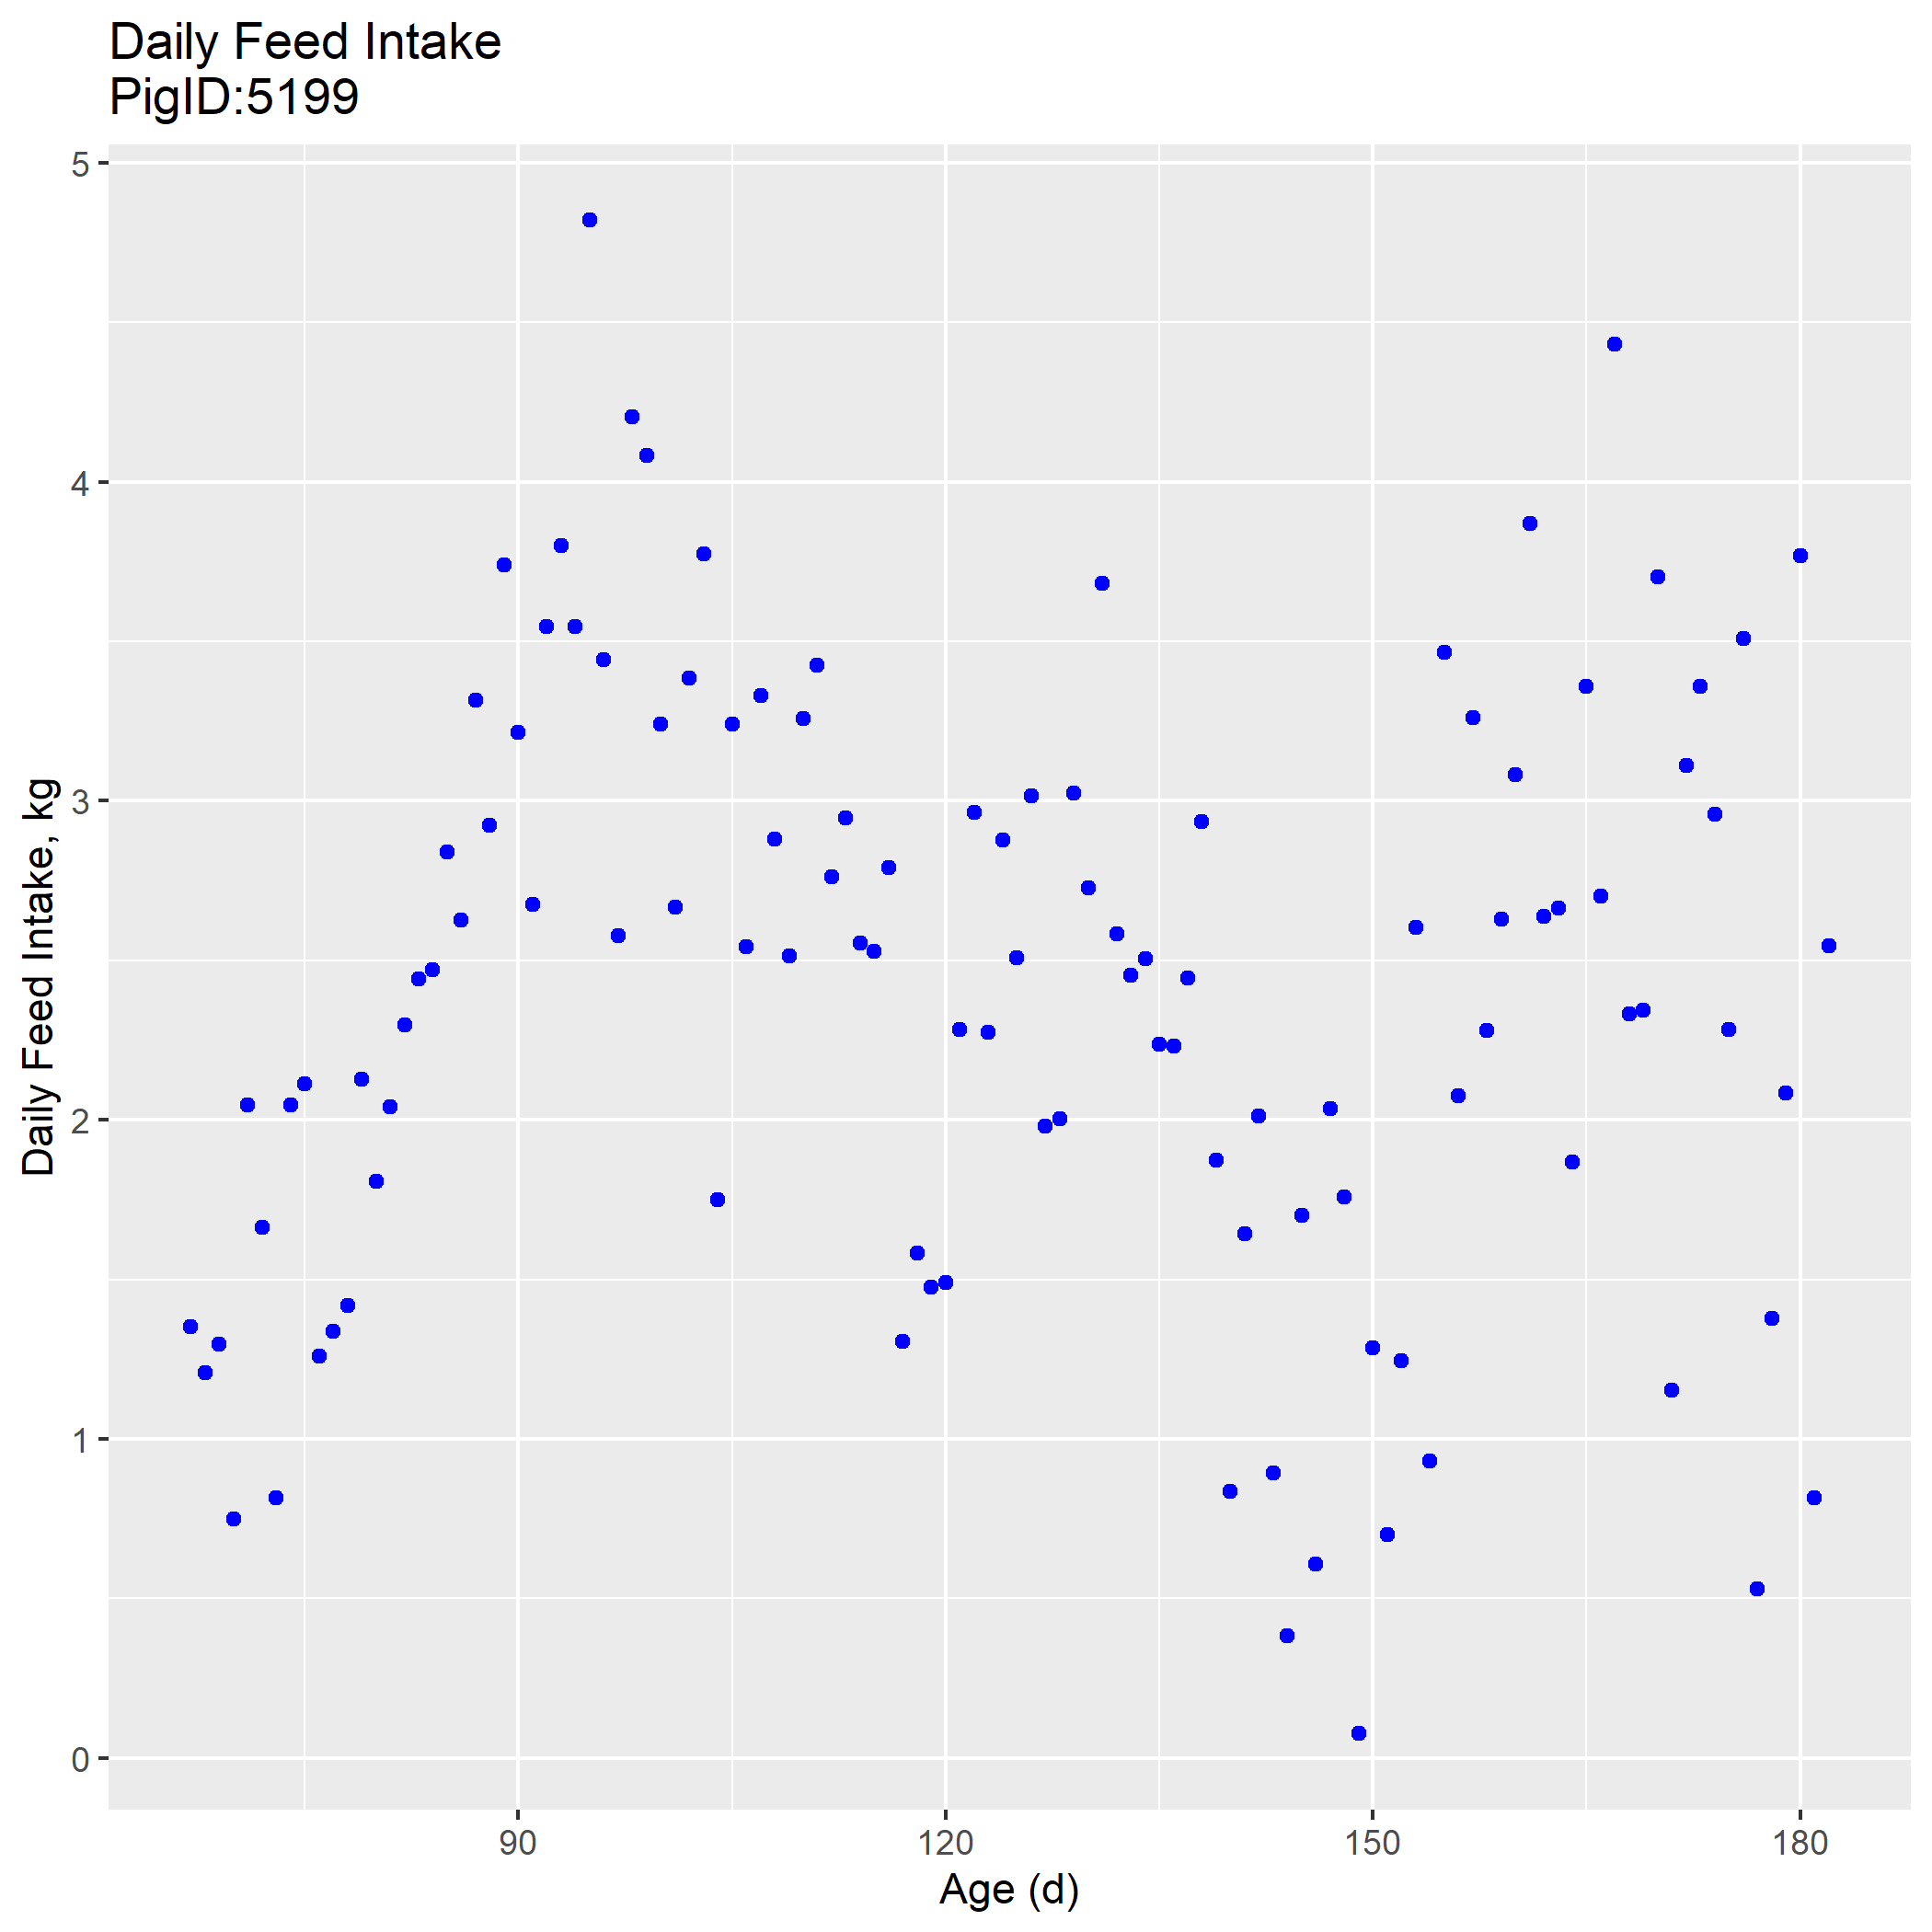 Daily Feed Intake
PigID:5199
Daily Feed Intake, kg
5
4
3
2
1
0
90
120
150
180
Age (d)